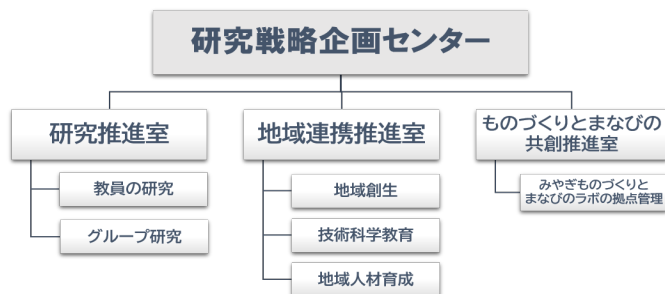 研究戦略企画センター
研究推進室
教員の研究
グループ研究
地域連携推進室
地域創生
技術科学教育
地域人材育成
ものづくりとまなびの
共創推進室
みやぎものづくりと
まなびのラボの拠点管理